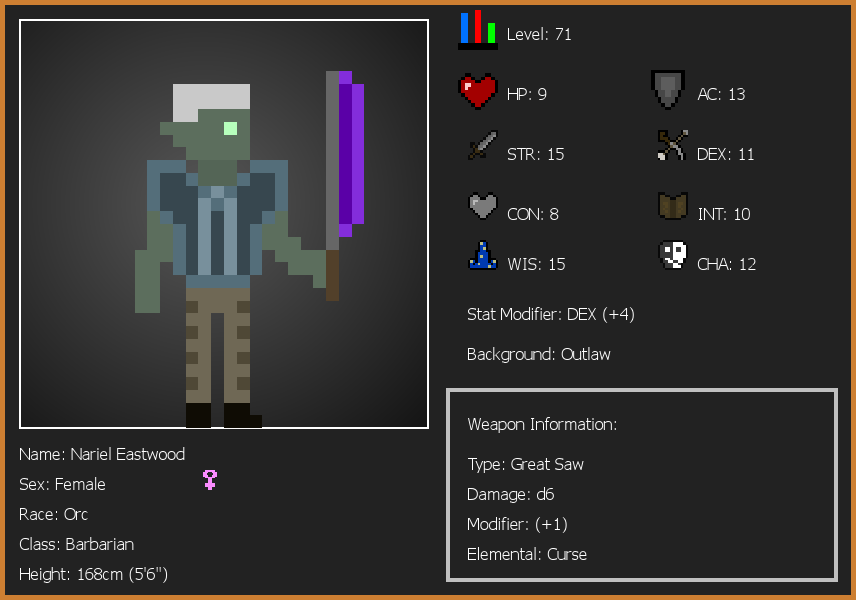 Level: 71
HP: 9
AC: 13
STR: 15
DEX: 11
CON: 8
INT: 10
WIS: 15
CHA: 12
Stat Modifier: DEX (+4)
Background: Outlaw
Weapon Information:
Type: Great Saw
Damage: d6
Modifier: (+1)
Elemental: Curse
Name: Nariel Eastwood
Sex: Female
Race: Orc
Class: Barbarian
Height: 168cm (5'6")